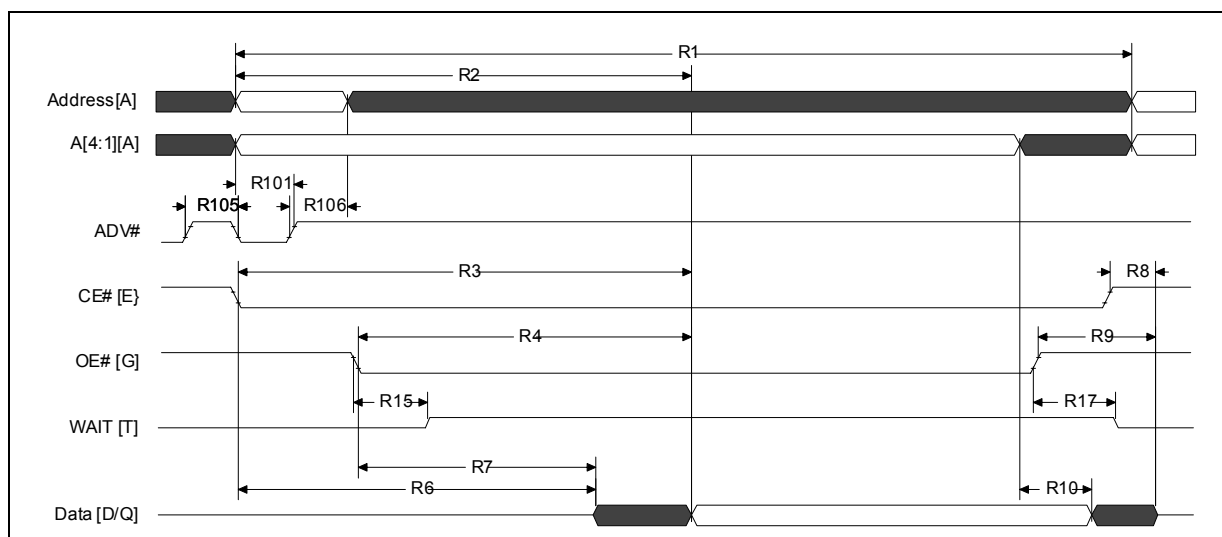 R1
R2
Address[A]
A[4:1][A]
R101
R105
R106
ADV#
R3
R8
CE# [E}
R4
R9
OE# [G]
R15
R17
WAIT [T]
R7
R6
R10
Data [D/Q]